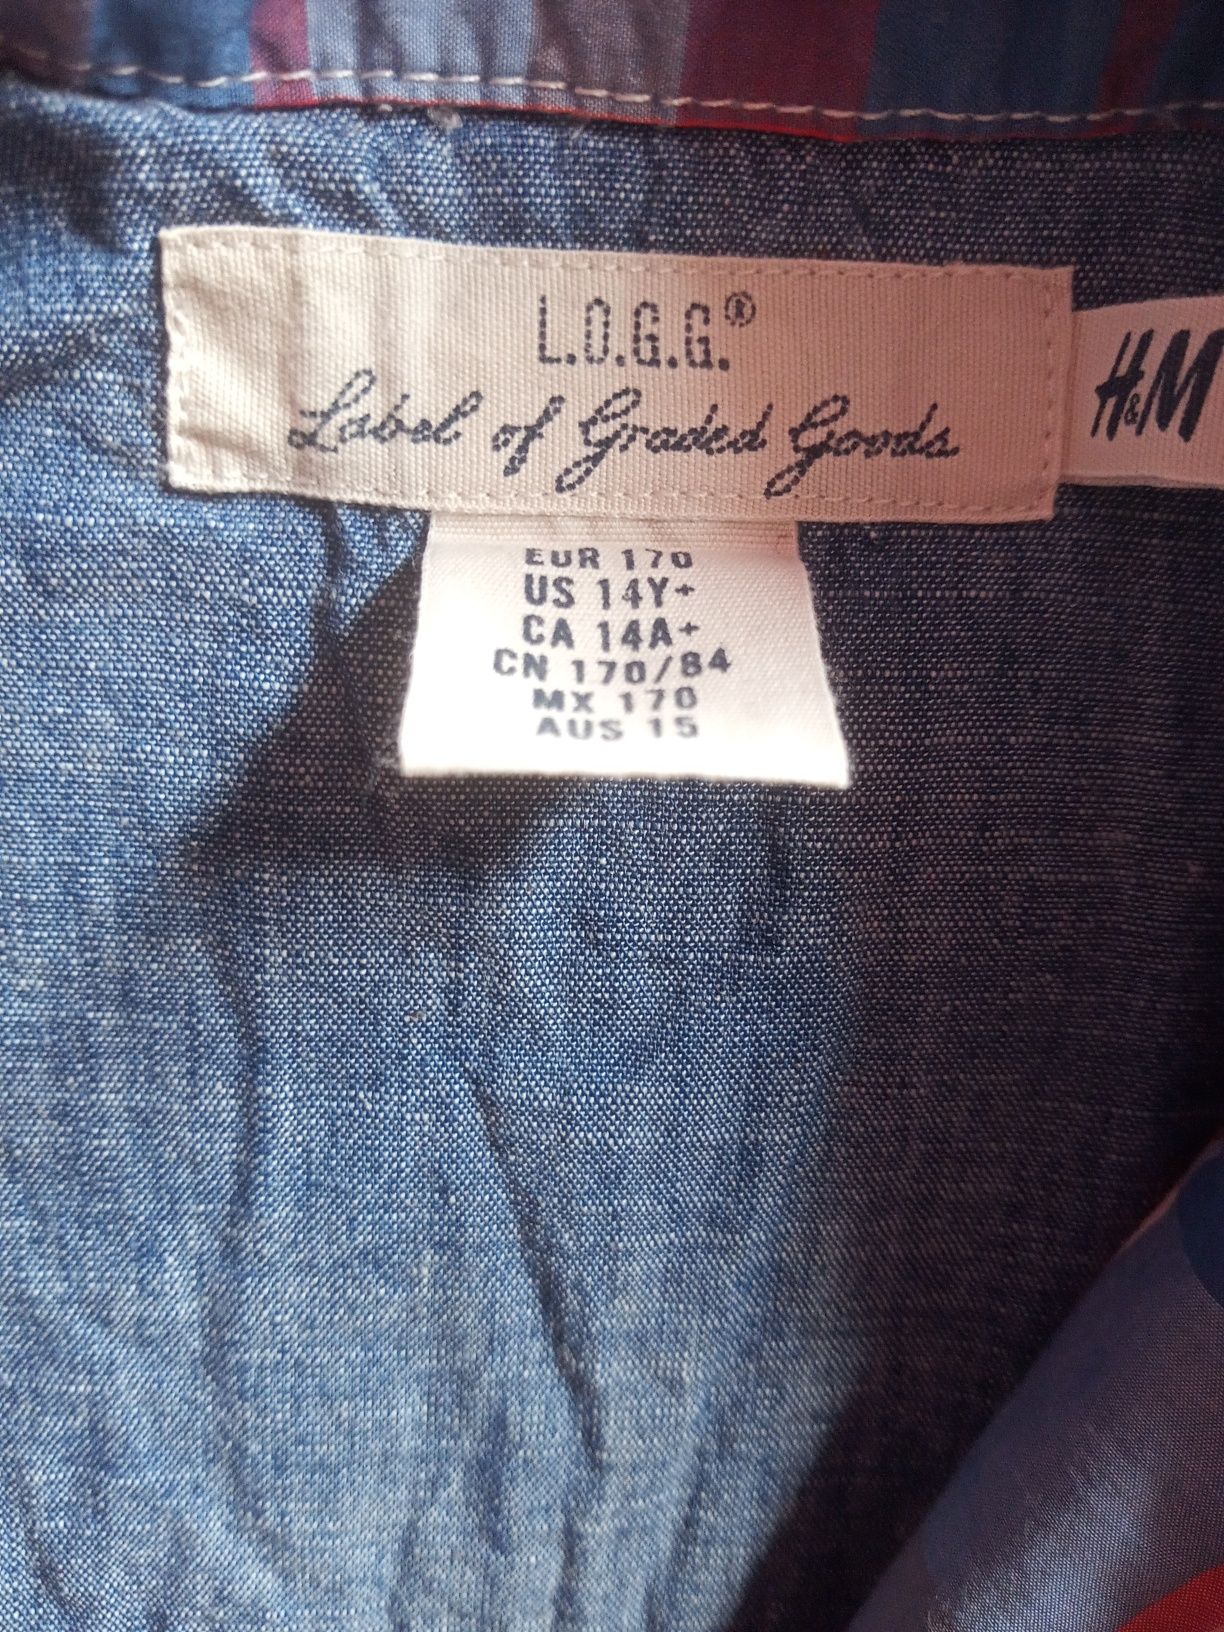 L.O.G.G.®
Label of Graded Goods
H&M
EUR 170
US 14Y+
CA 14A+
CN 170/84
MX 170
AUS 15